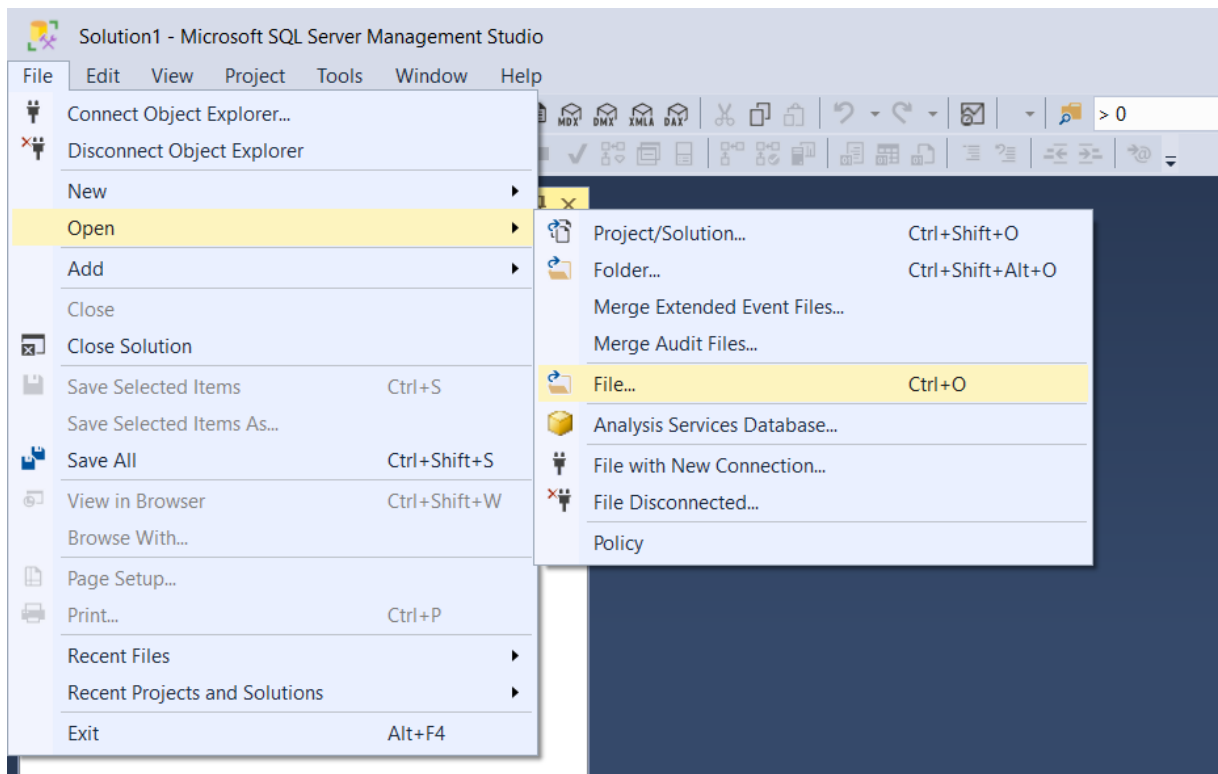 Solution1 - Microsoft SQL Server Management Studio
File Edit View Project Tools Window Help
MDX DMX XMLA DAX > 0
Connect Object Explorer...
Disconnect Object Explorer
New
Open
Add
Close
Close Solution
Save Selected Items Ctrl+S
Save Selected Items As...
Save All Ctrl+Shift+S
View in Browser Ctrl+Shift+W
Browse With...
Page Setup...
Print... Ctrl+P
Recent Files
Recent Projects and Solutions
Exit Alt+F4
Project/Solution... Ctrl+Shift+O
Folder... Ctrl+Shift+Alt+O
Merge Extended Event Files...
Merge Audit Files...
File... Ctrl+O
Analysis Services Database...
File with New Connection...
File Disconnected...
Policy